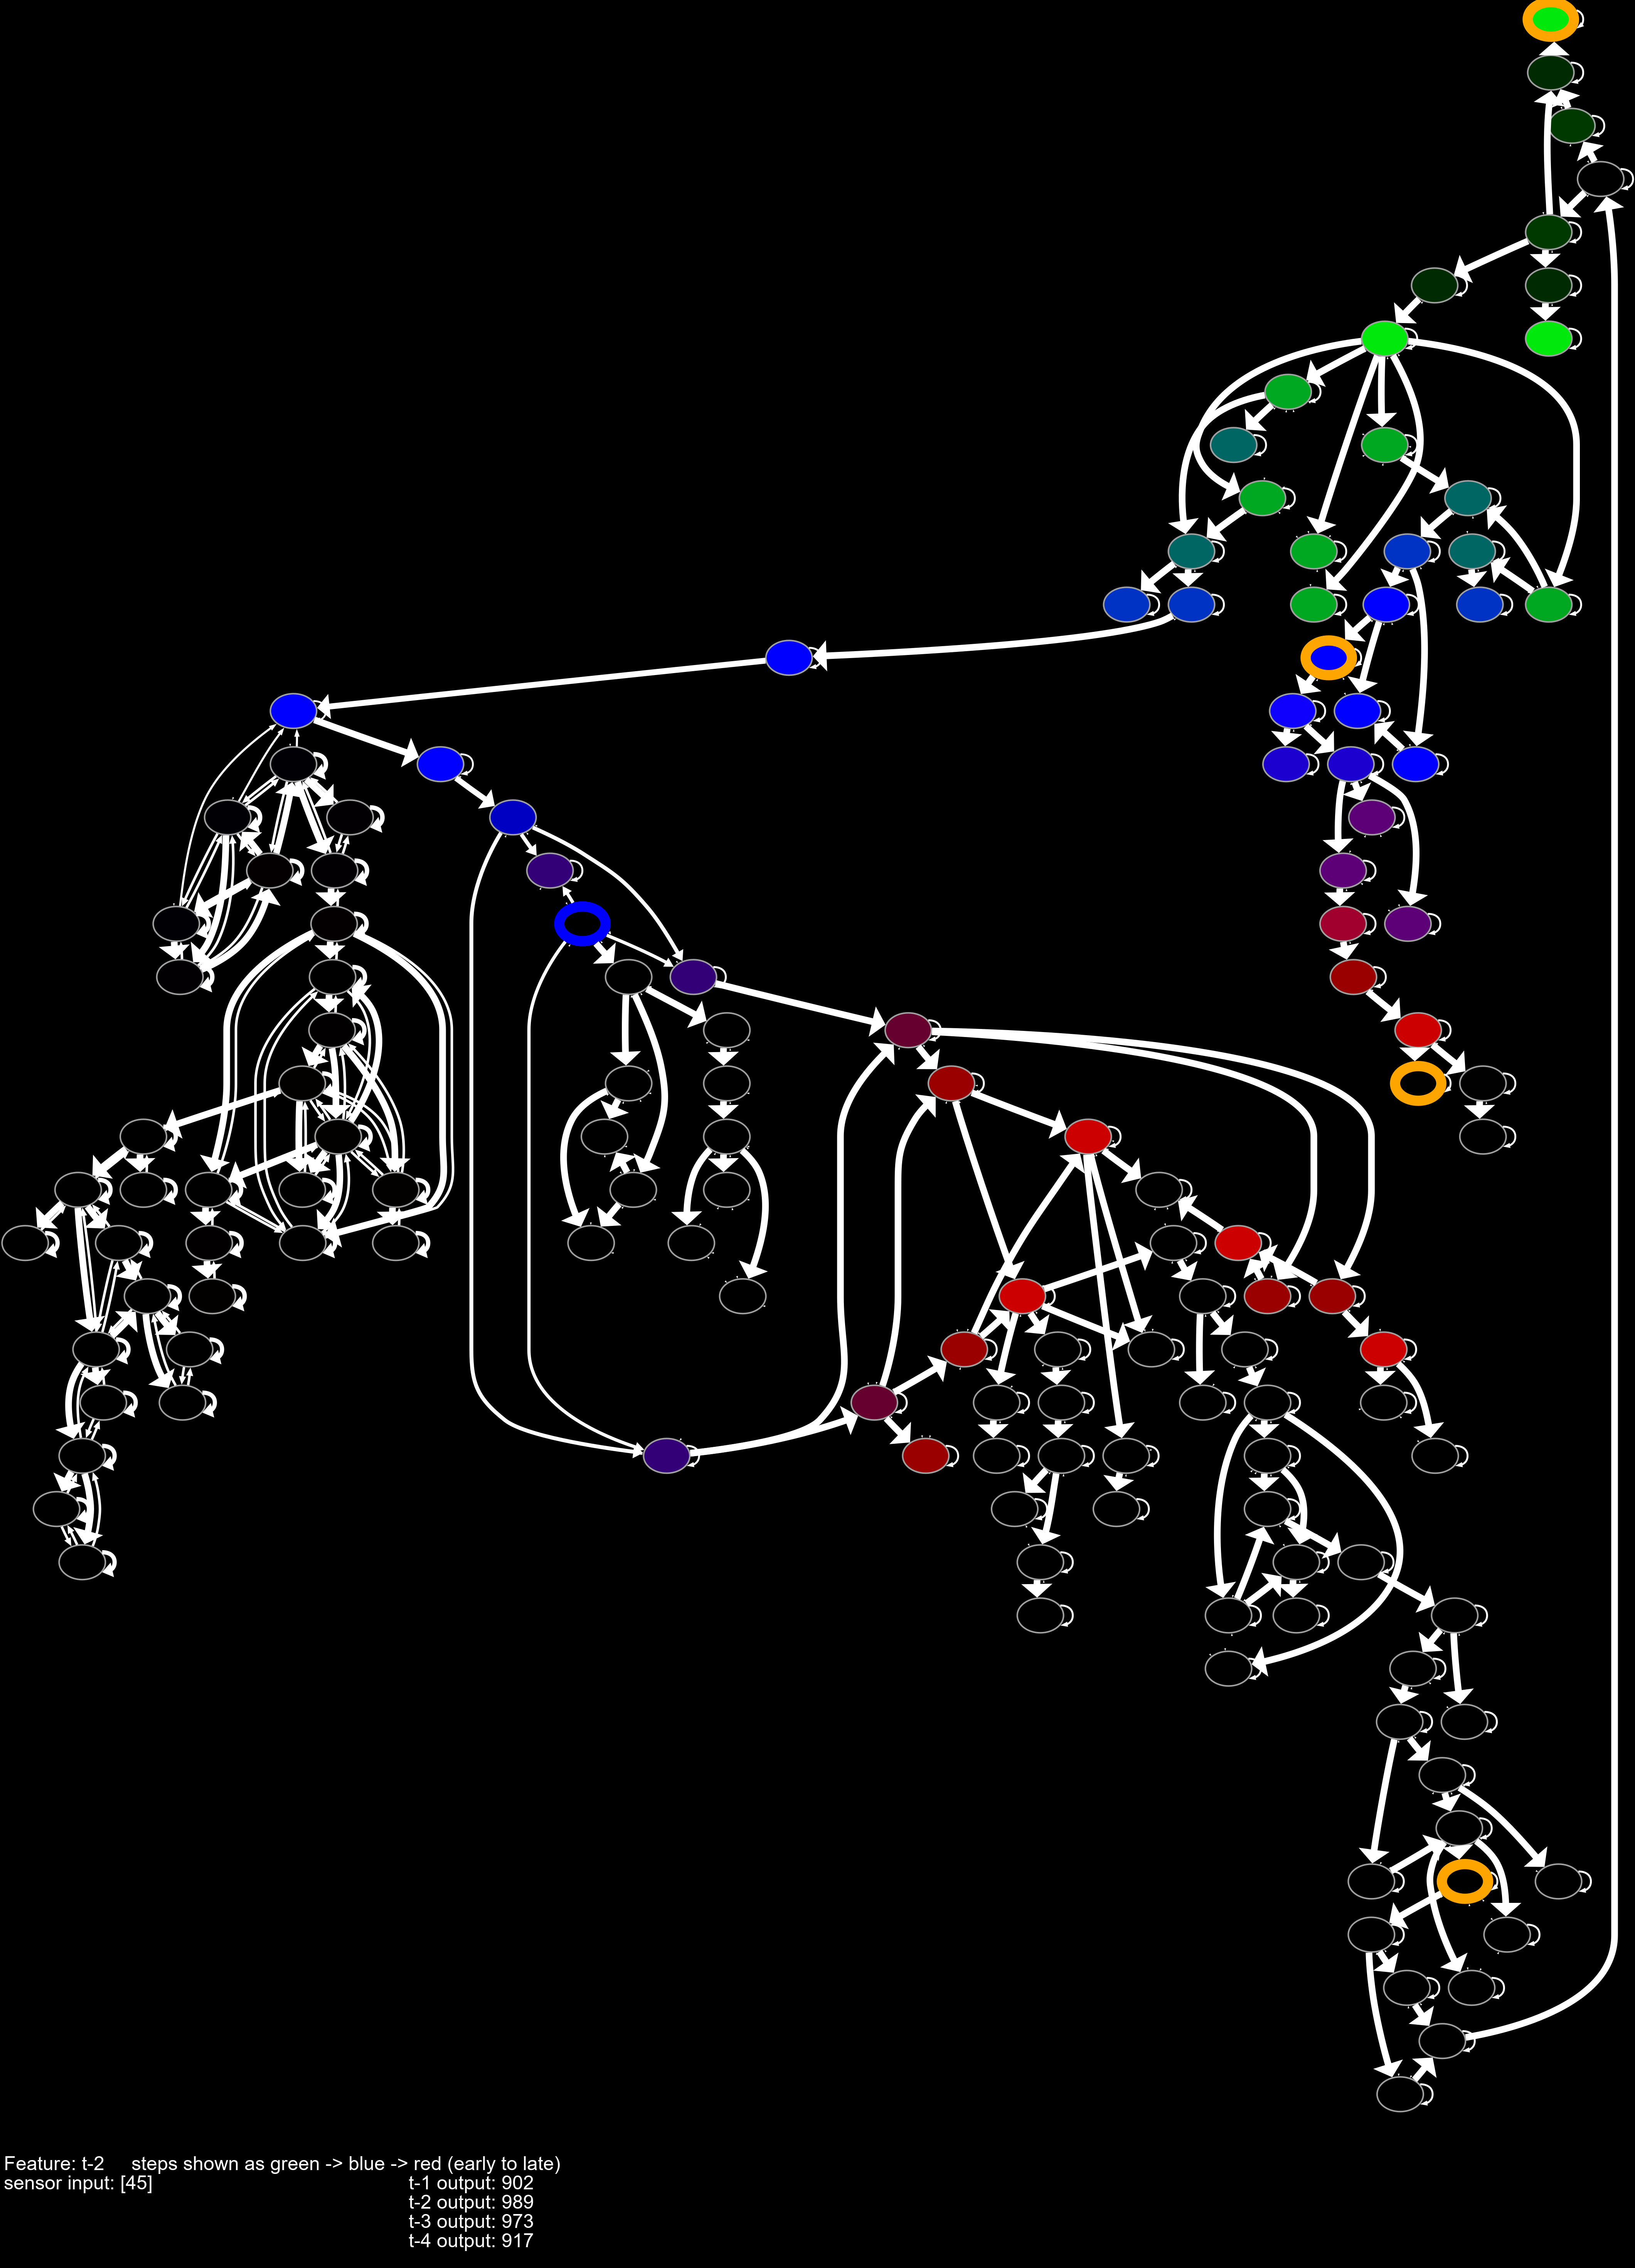 Feature: t-2     steps shown as green -> blue -> red (early to late)
sensor input: [45]                                                t-1 output: 902
t-2 output: 989
t-3 output: 973
t-4 output: 917